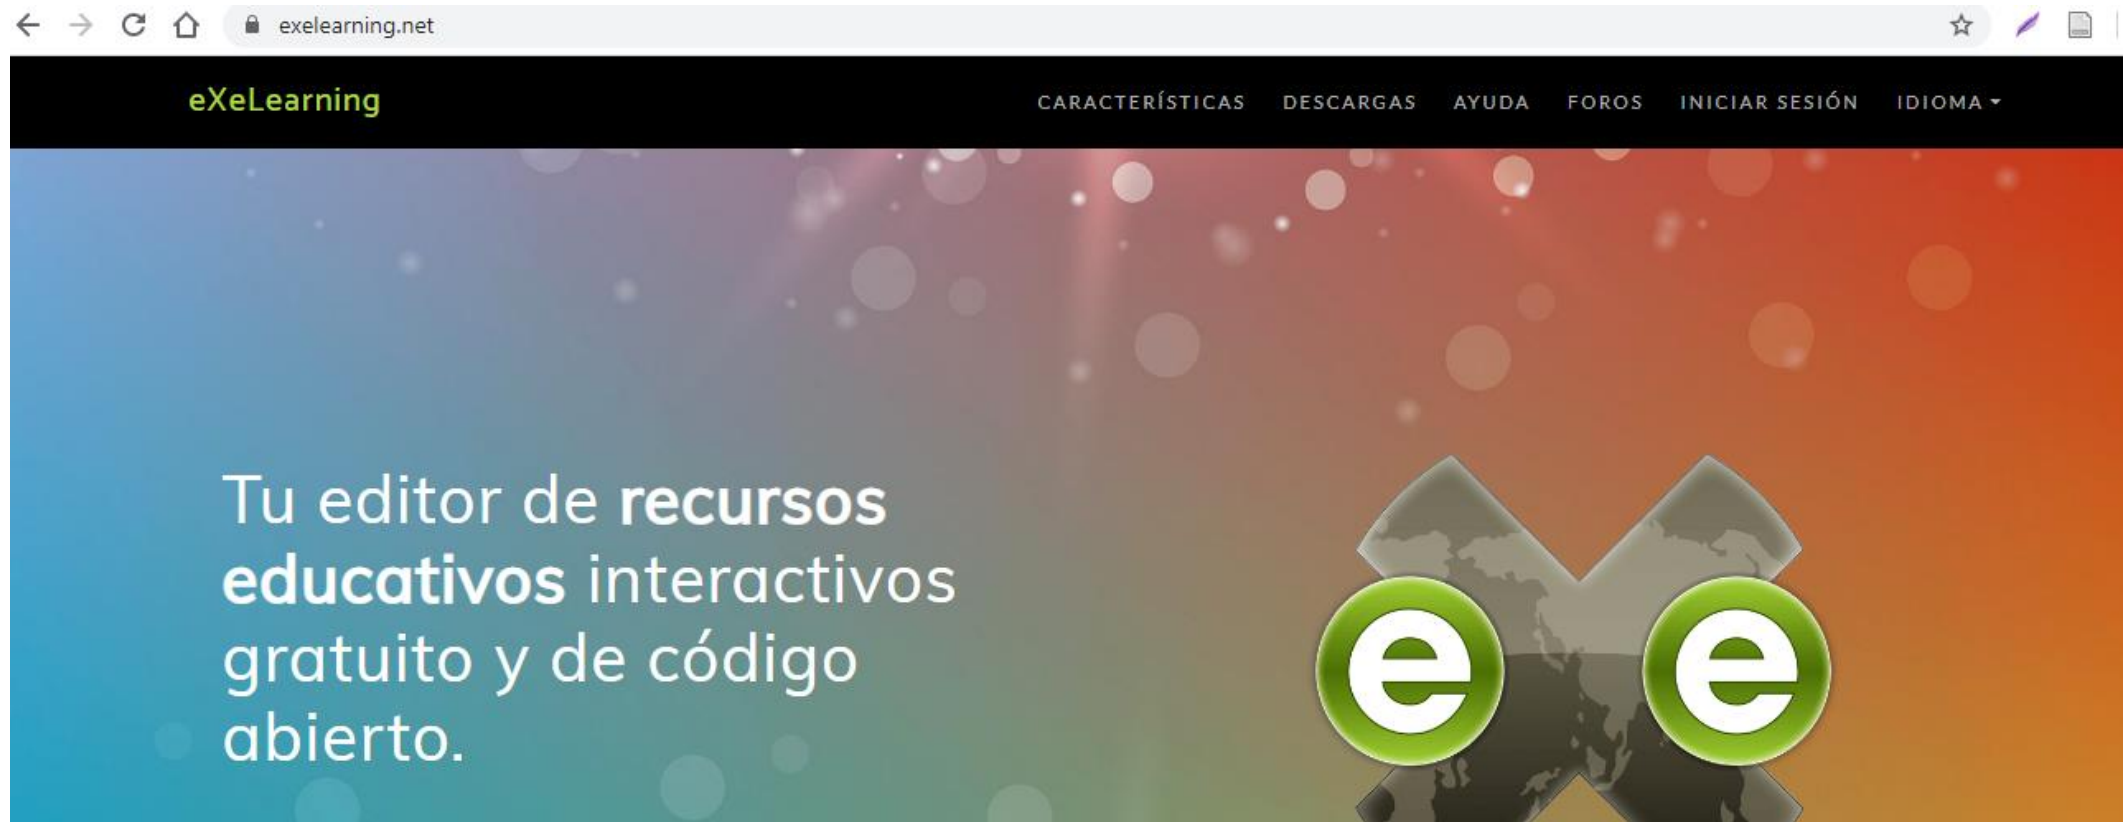 exelearning.net
eXeLearning
CARACTERÍSTICAS DESCARGAS AYUDA FOROS INICIAR SESIÓN IDIOMA
Tu editor de recursos
educativos interactivos
gratuito y de código
abierto.
e e